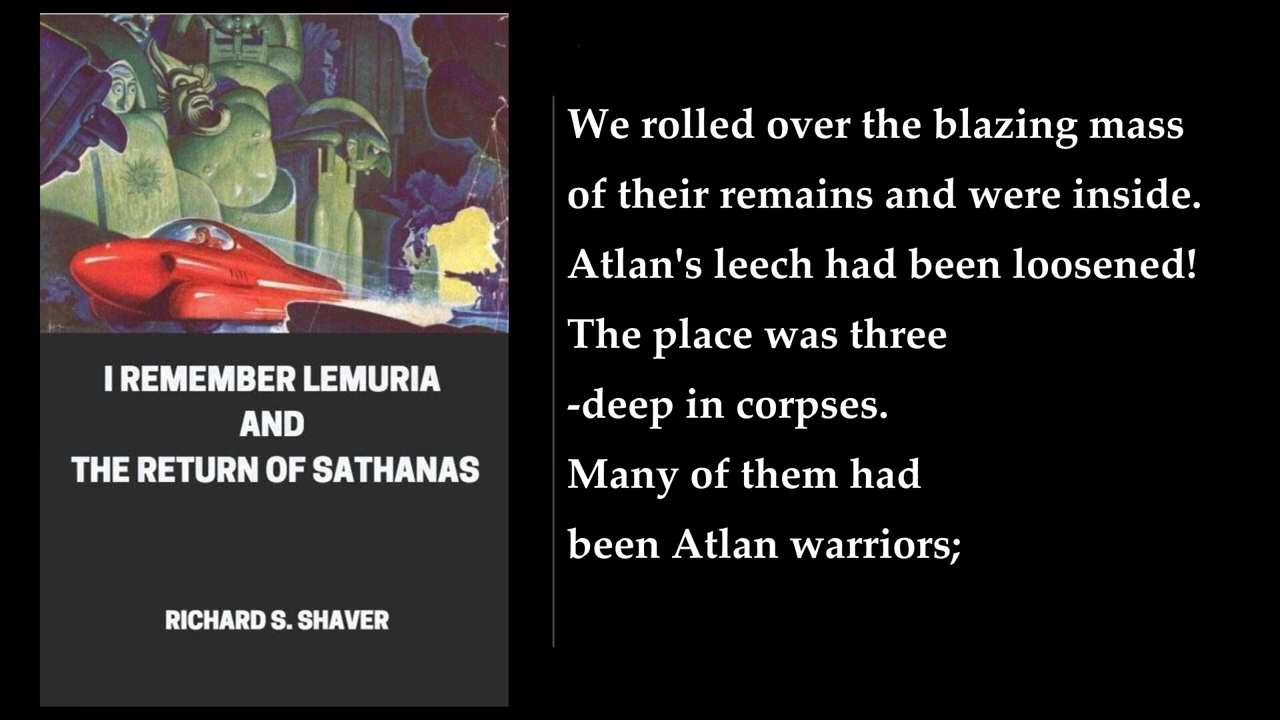 I REMEMBER LEMURIA
AND
THE RETURN OF SATHANAS
RICHARD S. SHAVER
We rolled over the blazing mass
of their remains and were inside.
Atlan's leech had been loosened!
The place was three
-deep in corpses.
Many of them had
been Atlan warriors;